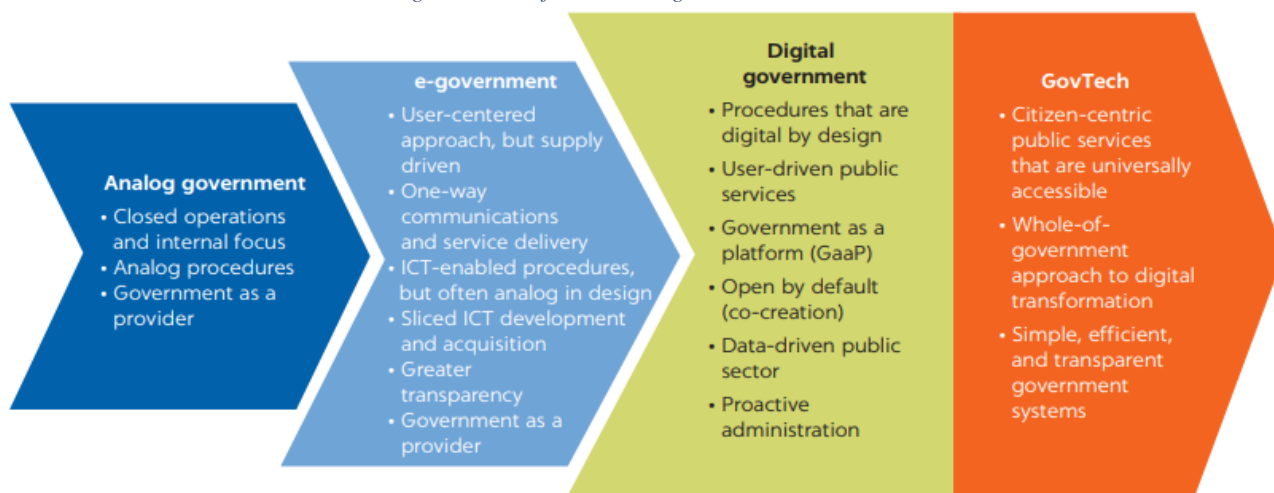 Analog government
• Closed operations
and internal focus
• Analog procedures
• Government as a
provider
e-government
• User-centered
approach, but supply
driven
• One-way
communications
and service delivery
• ICT-enabled procedures,
but often analog in design
• Sliced ICT development
and acquisition
• Greater
transparency
• Government as a
provider
Digital
government
• Procedures that are
digital by design
• User-driven public
services
• Government as a
platform (GaaP)
• Open by default
(co-creation)
• Data-driven public
sector
• Proactive
administration
GovTech
• Citizen-centric
public services
that are universally
accessible
• Whole-of-
government
approach to digital
transformation
• Simple, efficient,
and transparent
government
systems